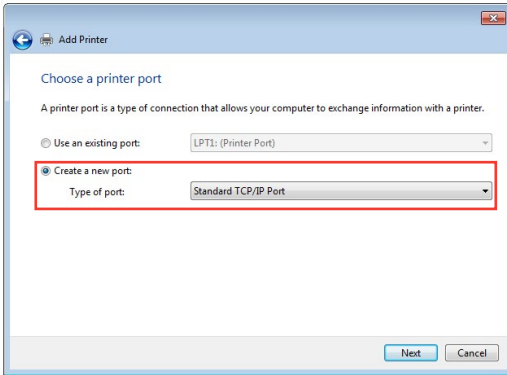 Add Printer
Choose a printer port
A printer port is a type of connection that allows your computer to exchange information with a printer.
Use an existing port: LPT1: (Printer Port)
Create a new port:
Type of port: Standard TCP/IP Port
Next Cancel